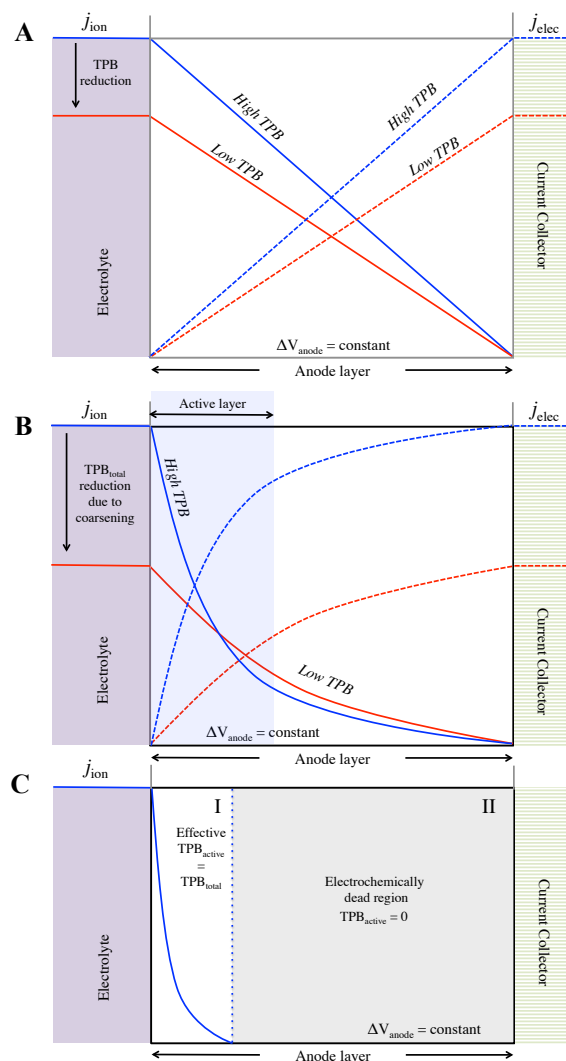 A
j_ion
j_elec
TPB
reduction
High TPB
High TPB
Low TPB
Low TPB
Electrolyte
Current Collector
ΔV_anode = constant
Anode layer
B
j_ion
Active layer
j_elec
TPB_total
reduction
due to
coarsening
High TPB
Low TPB
Electrolyte
Current Collector
ΔV_anode = constant
Anode layer
C
j_ion
I
II
Effective
TPB_active
=
TPB_total
Electrochemically
dead region
TPB_active = 0
Electrolyte
Current Collector
ΔV_anode = constant
Anode layer